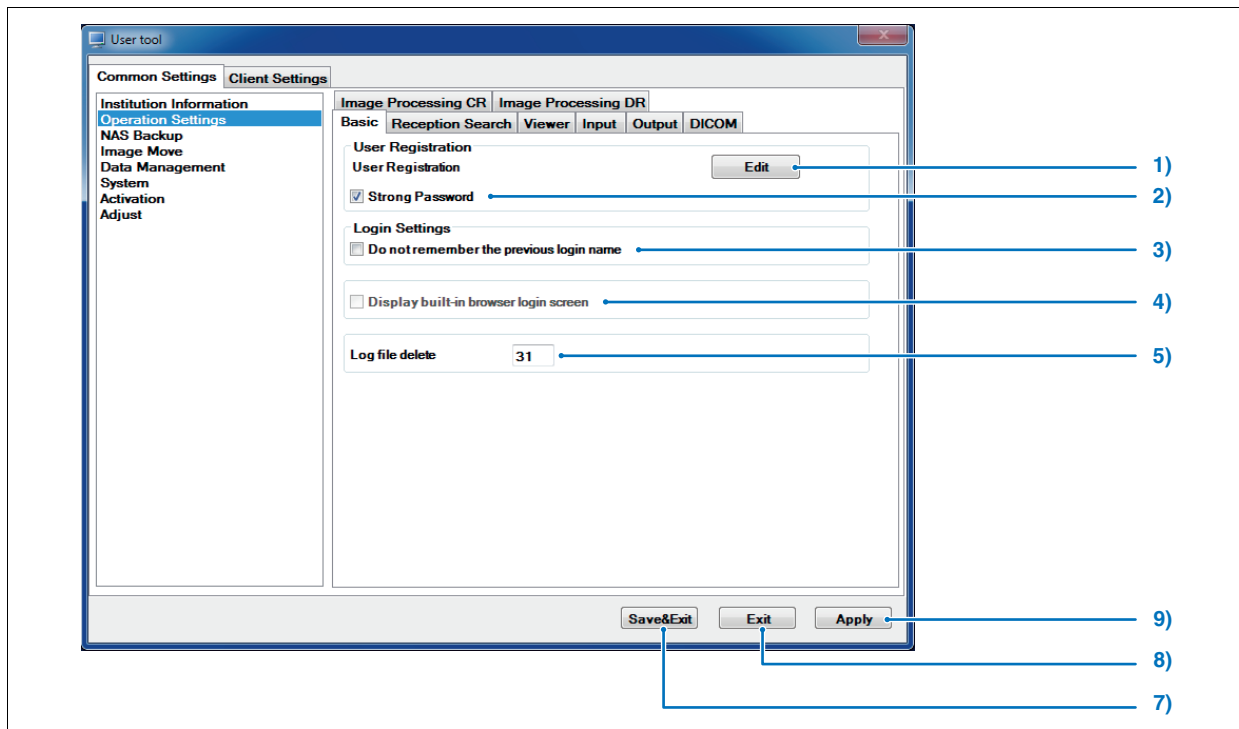 User tool
x
Common Settings Client Settings
Institution Information
Operation Settings
NAS Backup
Image Move
Data Management
System
Activation
Adjust
Image Processing CR Image Processing DR
Basic Reception Search Viewer Input Output DICOM
User Registration
User Registration Edit 1)
Strong Password 2)
Login Settings
Do not remember the previous login name 3)
Display built-in browser login screen 4)
Log file delete 31 5)
Save&Exit Exit Apply 9)
8)
7)